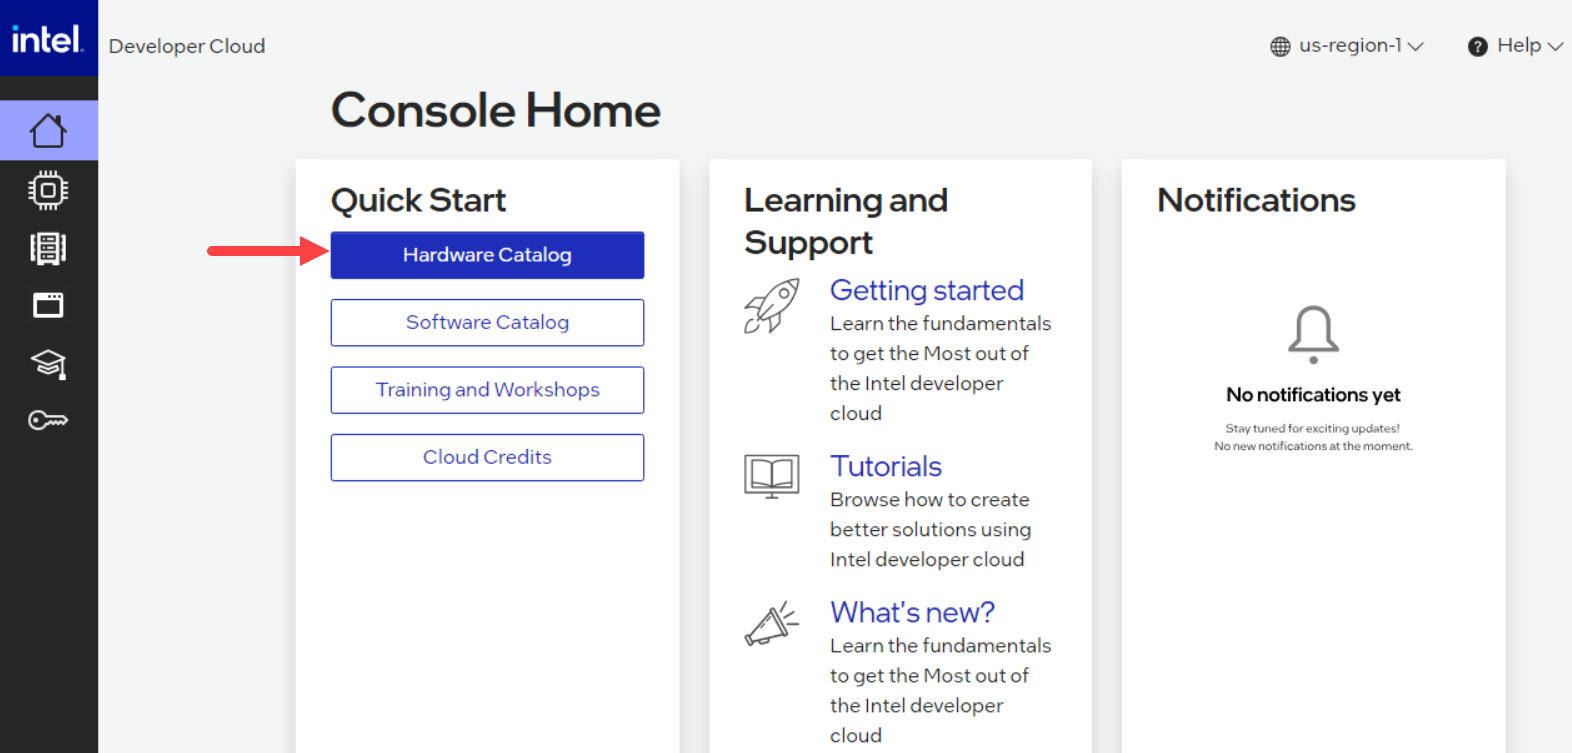 intel.
Developer Cloud
us-region-1
? Help
Console Home
Quick Start
Hardware Catalog
Software Catalog
Training and Workshops
Cloud Credits
Learning and
Support
Getting started
Learn the fundamentals
to get the Most out of
the Intel developer
cloud
Tutorials
Browse how to create
better solutions using
Intel developer cloud
What's new?
Learn the fundamentals
to get the Most out of
the Intel developer
cloud
Notifications
No notifications yet
Stay tuned for exciting updates!
No new notifications at the moment.